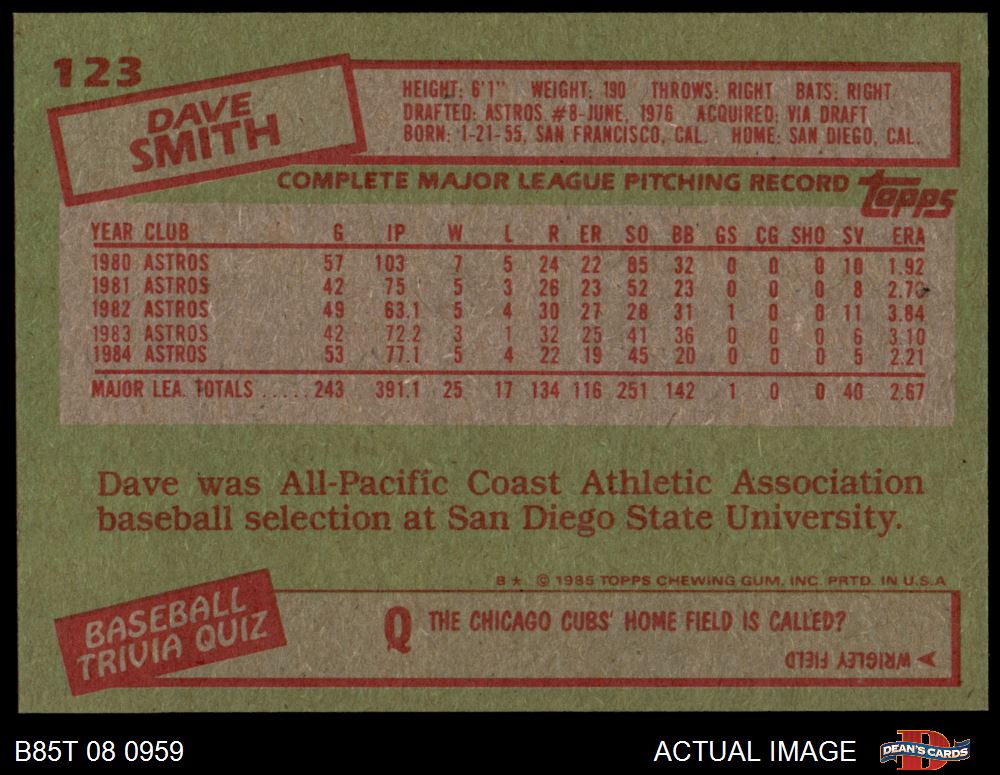 123
DAVE
SMITH
HEIGHT: 6'1" WEIGHT: 190 THROWS: RIGHT BATS: RIGHT
DRAFTED: ASTROS #8-JUNE, 1976 ACQUIRED: VIA DRAFT
BORN: 1-21-55, SAN FRANCISCO, CAL. HOME: SAN DIEGO, CAL.
COMPLETE MAJOR LEAGUE PITCHING RECORD topps
YEAR CLUB G IP W L R ER SO BB GS CG SHO SV ERA
1980 ASTROS 57 103 7 5 24 22 85 32 0 0 0 10 1.92
1981 ASTROS 42 75 5 3 26 23 52 23 0 0 0 8 2.76
1982 ASTROS 49 63.1 5 4 30 27 28 31 1 0 0 11 3.84
1983 ASTROS 42 72.2 3 1 32 25 41 36 0 0 0 6 3.10
1984 ASTROS 53 77.1 5 4 22 19 45 20 0 0 0 5 2.21
MAJOR LEA. TOTALS ..... 243 391.1 25 17 134 116 251 142 1 0 0 40 2.67
Dave was All-Pacific Coast Athletic Association
baseball selection at San Diego State University.
B★ © 1985 TOPPS CHEWING GUM, INC. PRTD. IN U.S.A
BASEBALL
TRIVIA QUIZ
Q THE CHICAGO CUBS' HOME FIELD IS CALLED?
WRIGLEY FIELD
B85T 08 0959
ACTUAL IMAGE
D
DEAN'S CARDS